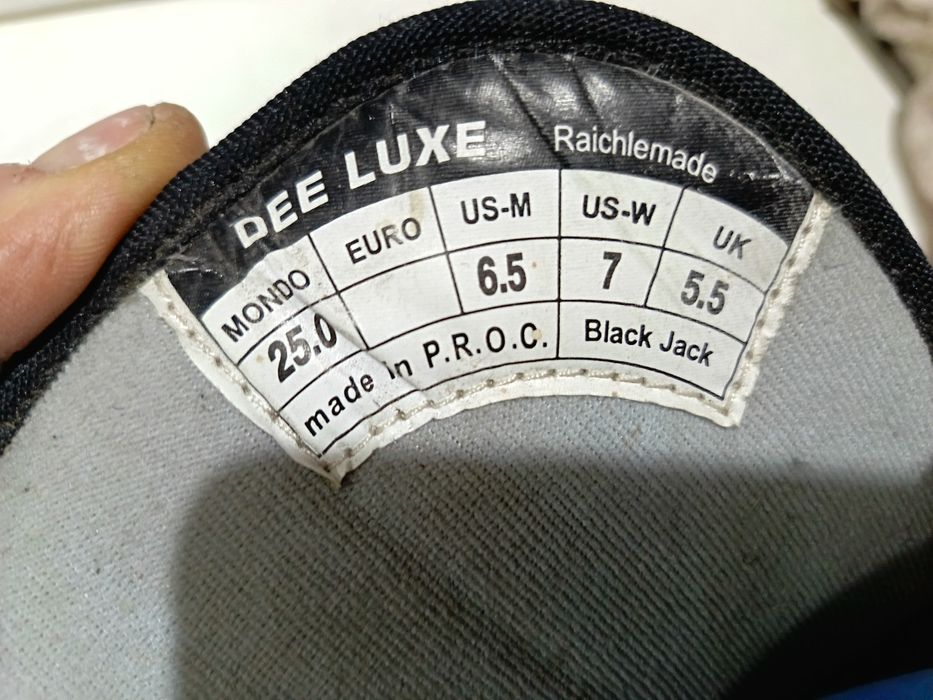 DEE LUXE Raichlemade
MONDO EURO US-M US-W UK
25.0 6.5 7 5.5
made in P.R.O.C. Black Jack